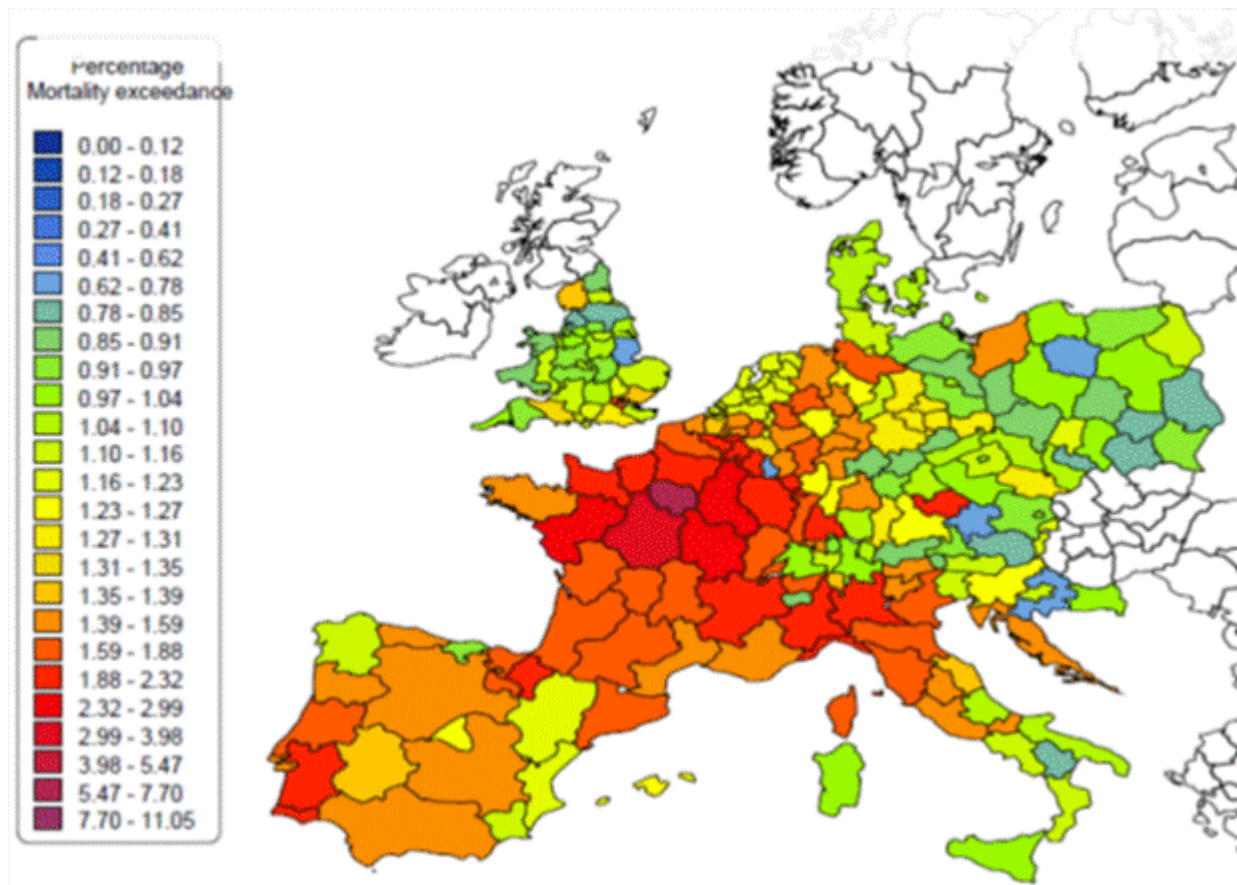 Percentage
Mortality exceedance
0.00 - 0.12
0.12 - 0.18
0.18 - 0.27
0.27 - 0.41
0.41 - 0.62
0.62 - 0.78
0.78 - 0.85
0.85 - 0.91
0.91 - 0.97
0.97 - 1.04
1.04 - 1.10
1.10 - 1.16
1.16 - 1.23
1.23 - 1.27
1.27 - 1.31
1.31 - 1.35
1.35 - 1.39
1.39 - 1.59
1.59 - 1.88
1.88 - 2.32
2.32 - 2.99
2.99 - 3.98
3.98 - 5.47
5.47 - 7.70
7.70 - 11.05